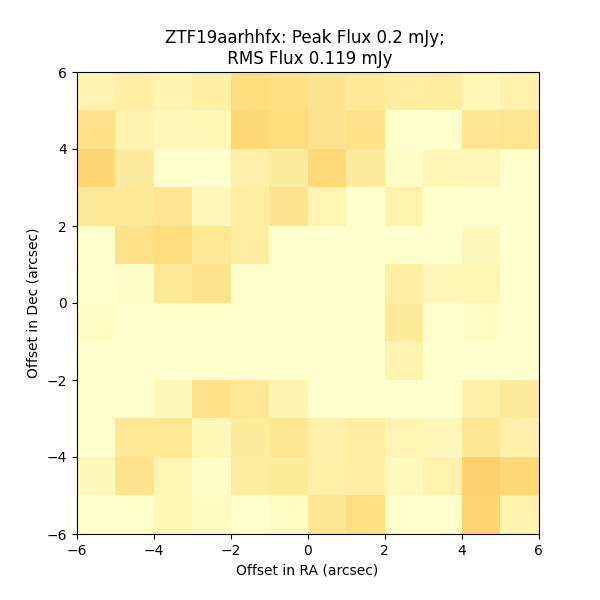 ZTF19aarhhfx: Peak Flux 0.2 mJy;
RMS Flux 0.119 mJy
6
4
2
0
−2
−4
−6
Offset in Dec (arcsec)
−6 −4 −2 0 2 4 6
Offset in RA (arcsec)